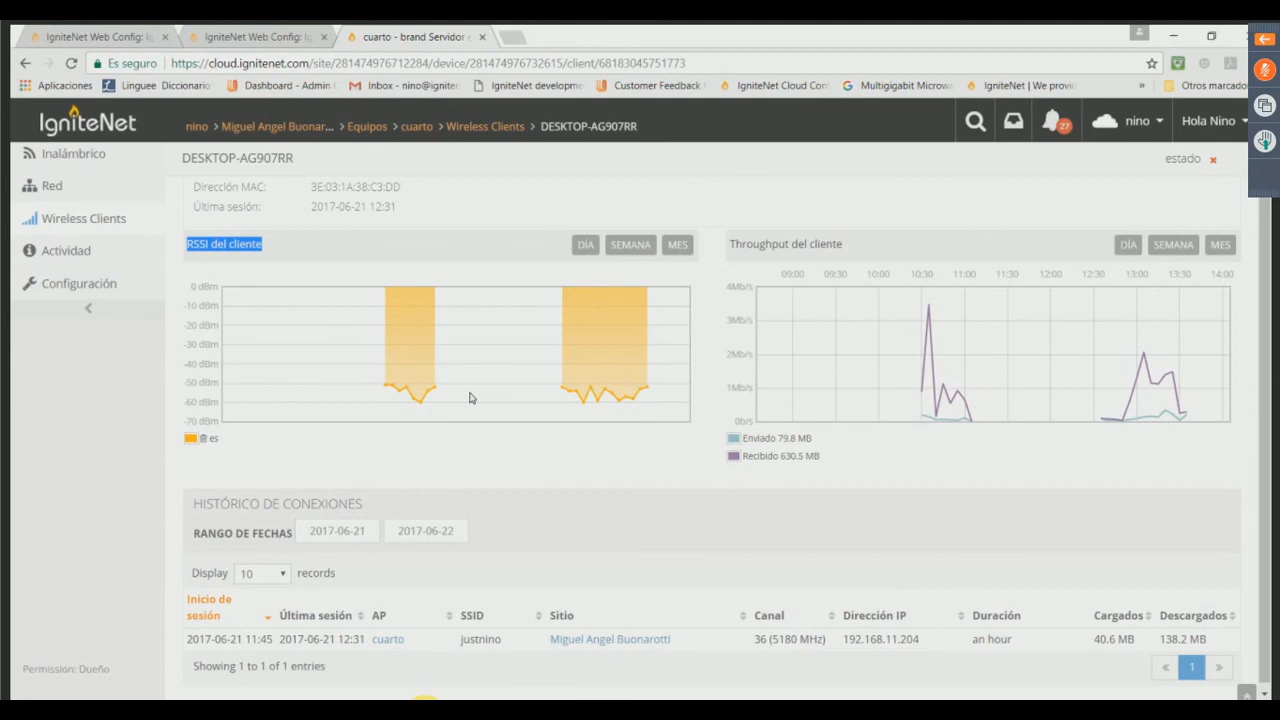 IgniteNet Web Config: Ig
IgniteNet Web Config: Ig
cuarto - brand Servidor e
Es seguro
https://cloud.ignitenet.com/site/281474976712284/device/281474976732615/client/68183045751773
Aplicaciones
Linguee Diccionario
Dashboard - Admin
Inbox - nino@igniten
IgniteNet developme
Customer Feedback f
IgniteNet Cloud Cont
Multigigabit Microwa
IgniteNet | We provid
»
Otros marcado
IgniteNet
nino › Miguel Angel Buonar... › Equipos › cuarto › Wireless Clients › DESKTOP-AG907RR
27
nino
Hola Nino
Inalámbrico
Red
Wireless Clients
Actividad
Configuración
Permission: Dueño
DESKTOP-AG907RR
estado
Dirección MAC: 3E:03:1A:38:C3:DD
Última sesión: 2017-06-21 12:31
RSSI del cliente
DÍA SEMANA MES
0 dBm
-10 dBm
-20 dBm
-30 dBm
-40 dBm
-50 dBm
-60 dBm
-70 dBm
es
Throughput del cliente
DÍA SEMANA MES
09:00 09:30 10:00 10:30 11:00 11:30 12:00 12:30 13:00 13:30 14:00
4Mb/s
3Mb/s
2Mb/s
1Mb/s
0b/s
Enviado 79.8 MB
Recibido 630.5 MB
HISTÓRICO DE CONEXIONES
RANGO DE FECHAS 2017-06-21 2017-06-22
Display 10 records
Inicio de sesión Última sesión AP SSID Sitio Canal Dirección IP Duración Cargados Descargados
2017-06-21 11:45 2017-06-21 12:31 cuarto justnino Miguel Angel Buonarotti 36 (5180 MHz) 192.168.11.204 an hour 40.6 MB 138.2 MB
Showing 1 to 1 of 1 entries
« 1 »